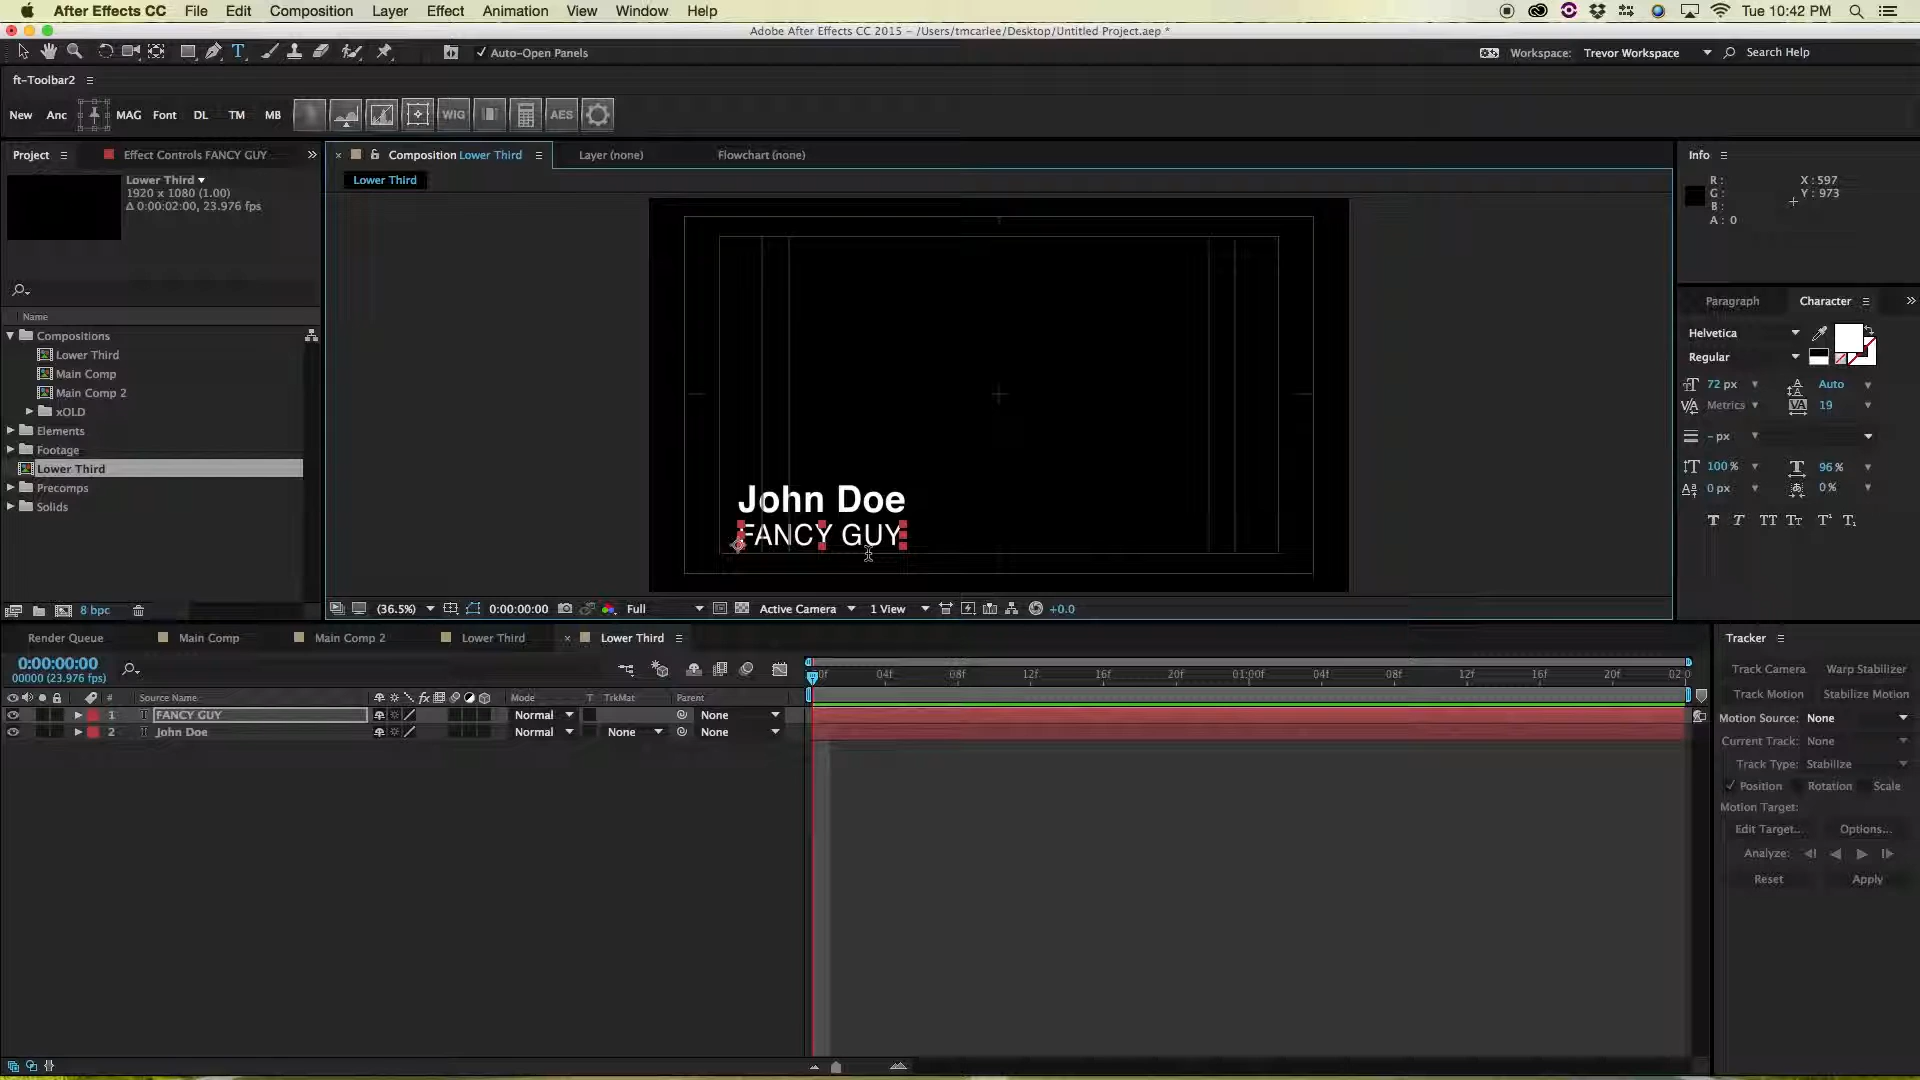 After Effects CC File Edit Composition Layer Effect Animation View Window Help Tue 10:42 PM
Adobe After Effects CC 2015 - /Users/tmcarlee/Desktop/Untitled Project.aep *
T Auto-Open Panels Workspace: Trevor Workspace Search Help
ft-Toolbar2
New Anc MAG Font DL TM MB WIG AES
Project Effect Controls FANCY GUY
Lower Third
1920 x 1080 (1.00)
Δ 0:00:02:00, 23.976 fps
Name
Compositions
Lower Third
Main Comp
Main Comp 2
xOLD
Elements
Footage
Lower Third
Precomps
Solids
8 bpc
Composition Lower Third Layer (none) Flowchart (none)
Lower Third
John Doe
FANCY GUY
(36.5%) 0:00:00:00 Full Active Camera 1 View +0.0
Info
R:
G:
B:
A: 0
X: 597
Y: 973
Paragraph Character
Helvetica
Regular
72 px Auto
Metrics 19
- px
100 % 96 %
0 px 0 %
T T TT Tт T¹ T₁
Render Queue Main Comp Main Comp 2 Lower Third Lower Third
0:00:00:00
00000 (23.976 fps)
# Source Name fx Mode T TrkMat Parent
1 T FANCY GUY Normal None
2 T John Doe Normal None None
00f 04f 08f 12f 16f 20f 01:00f 04f 08f 12f 16f 20f 02:0
Tracker
Track Camera Warp Stabilizer
Track Motion Stabilize Motion
Motion Source: None
Current Track: None
Track Type: Stabilize
Position Rotation Scale
Motion Target:
Edit Target... Options...
Analyze:
Reset Apply